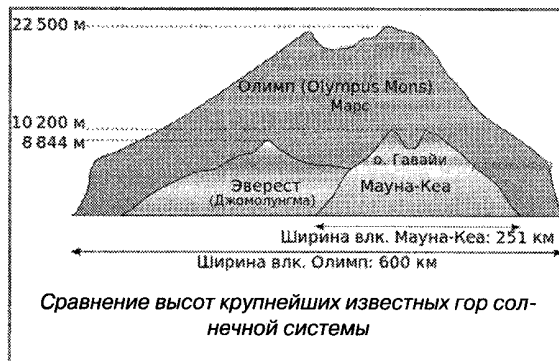 22 500 м
Олимп (Olympus Mons)
Марс
10 200 м
8 844 м
о. Гавайи
Эверест
(Джомолунгма)
Мауна-Кеа
Ширина влк. Мауна-Кеа: 251 км
Ширина влк. Олимп: 600 км
Сравнение высот крупнейших известных гор сол-
нечной системы